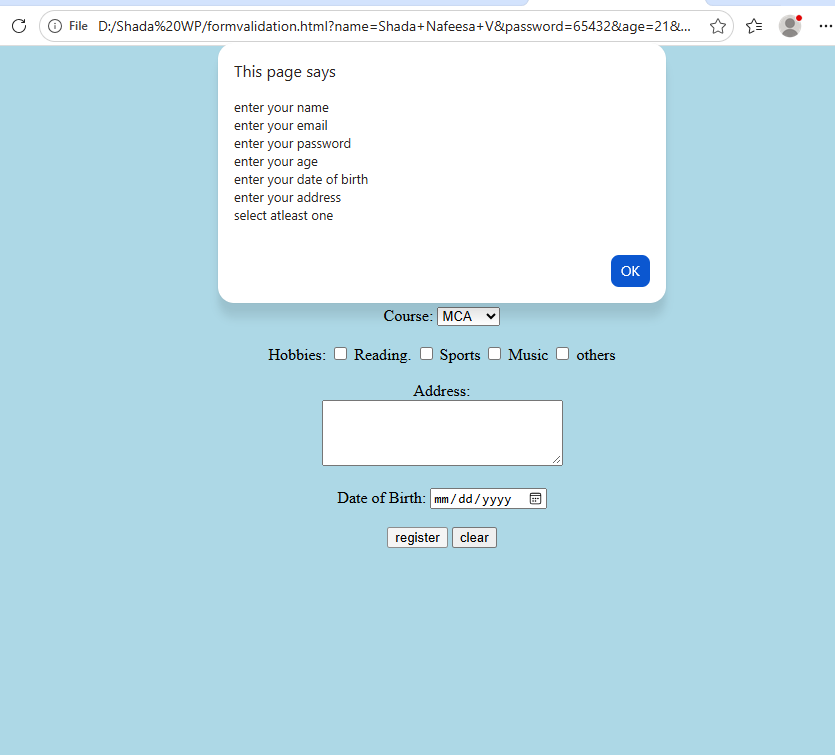 File D:/Shada%20WP/formvalidation.html?name=Shada+Nafeesa+V&password=65432&age=21&...
This page says
enter your name
enter your email
enter your password
enter your age
enter your date of birth
enter your address
select atleast one
OK
Course: MCA
Hobbies: Reading. Sports Music others
Address:
Date of Birth: mm/dd/yyyy
register clear